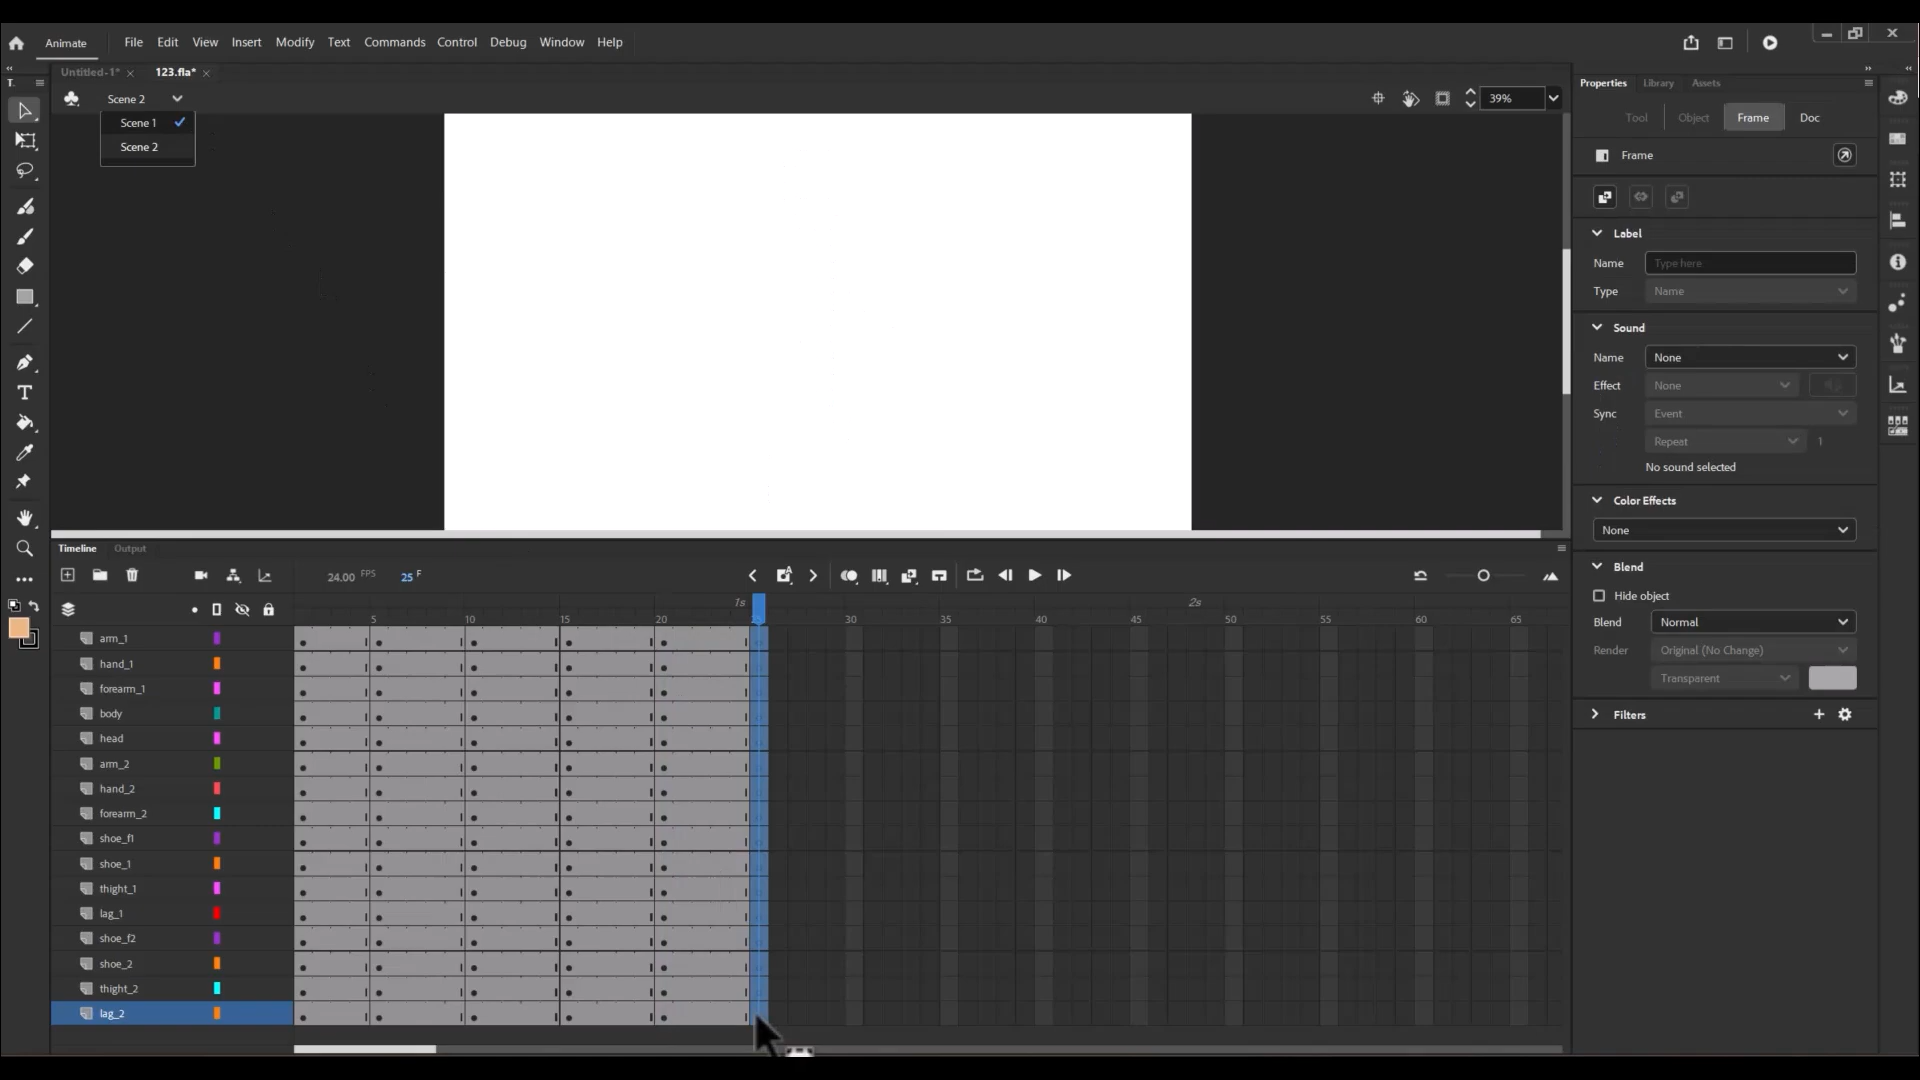 Animate File Edit View Insert Modify Text Commands Control Debug Window Help
Untitled-1* 123.fla*
Scene 2
Scene 1
Scene 2
39%
Properties Library Assets
Tool Object Frame Doc
Frame
Label
Name Type here
Type Name
Sound
Name None
Effect None
Sync Event
Repeat 1
No sound selected
Color Effects
None
Blend
Hide object
Blend Normal
Render Original (No Change)
Transparent
Filters
T.
Timeline Output
24.00 FPS 25 F
1s 2s
5 10 15 20 25 30 35 40 45 50 55 60 65
arm_1
hand_1
forearm_1
body
head
arm_2
hand_2
forearm_2
shoe_f1
shoe_1
thight_1
lag_1
shoe_f2
shoe_2
thight_2
lag_2